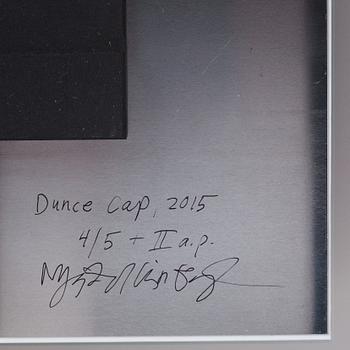 Dunce Cap, 2015
4/5 + II a.p.